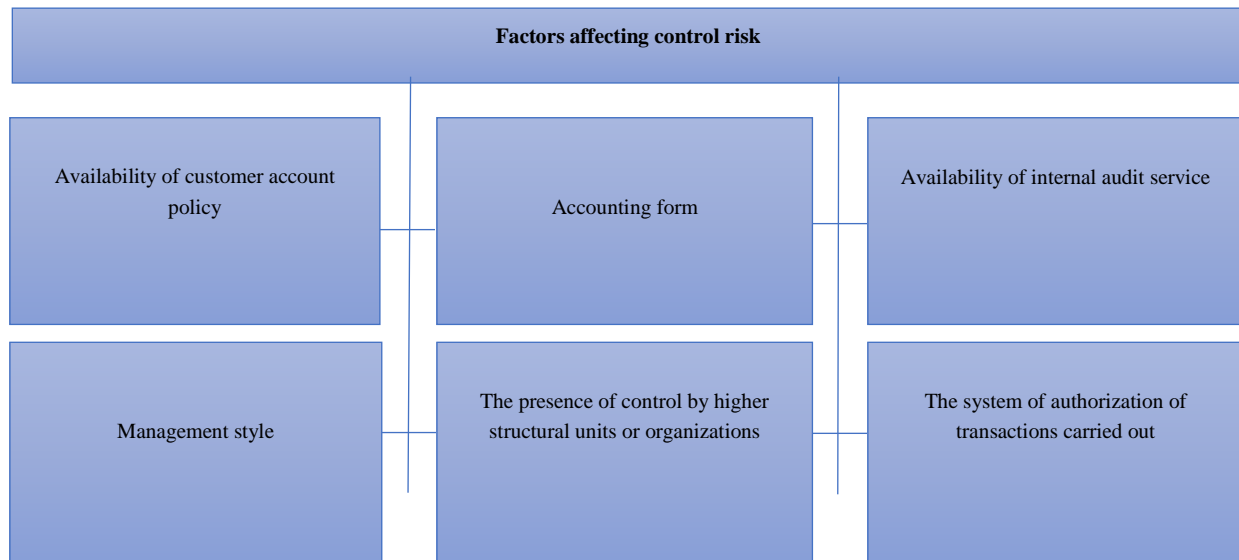 Factors affecting control risk
Availability of customer account
policy
Accounting form
Availability of internal audit service
Management style
The presence of control by higher
structural units or organizations
The system of authorization of
transactions carried out